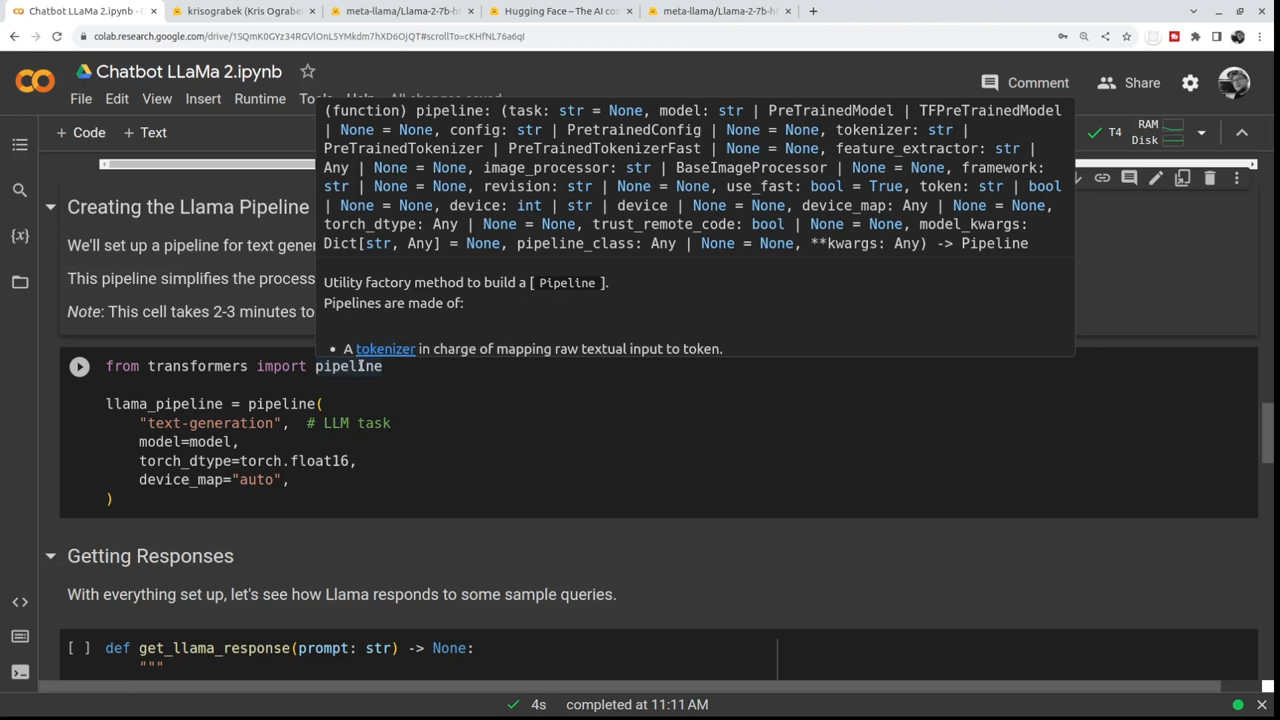 Chatbot LLaMa 2.ipynb - C
krisograbek (Kris Ograbek
meta-llama/Llama-2-7b-hf
Hugging Face – The AI com
meta-llama/Llama-2-7b-hf
colab.research.google.com/drive/1SQmK0GYz34RGVlOnL5YMkdm7hXD6OjQT#scrollTo=cKHfNL76a6qI
Chatbot LLaMa 2.ipynb
Comment
Share
File Edit View Insert Runtime
+ Code + Text
T4
RAM
Disk
(function) pipeline: (task: str = None, model: str | PreTrainedModel | TFPreTrainedModel
| None = None, config: str | PretrainedConfig | None = None, tokenizer: str |
PreTrainedTokenizer | PreTrainedTokenizerFast | None = None, feature_extractor: str |
Any | None = None, image_processor: str | BaseImageProcessor | None = None, framework:
str | None = None, revision: str | None = None, use_fast: bool = True, token: str | bool
| None = None, device: int | str | device | None = None, device_map: Any | None = None,
torch_dtype: Any | None = None, trust_remote_code: bool | None = None, model_kwargs:
Dict[str, Any] = None, pipeline_class: Any | None = None, **kwargs: Any) -> Pipeline
Utility factory method to build a [ Pipeline ].
Pipelines are made of:
• A tokenizer in charge of mapping raw textual input to token.
Creating the Llama Pipeline
We'll set up a pipeline for text gener
This pipeline simplifies the process
Note: This cell takes 2-3 minutes to
from transformers import pipeline
llama_pipeline = pipeline(
"text-generation", # LLM task
model=model,
torch_dtype=torch.float16,
device_map="auto",
)
Getting Responses
With everything set up, let's see how Llama responds to some sample queries.
[ ] def get_llama_response(prompt: str) -> None:
"""
4s completed at 11:11 AM